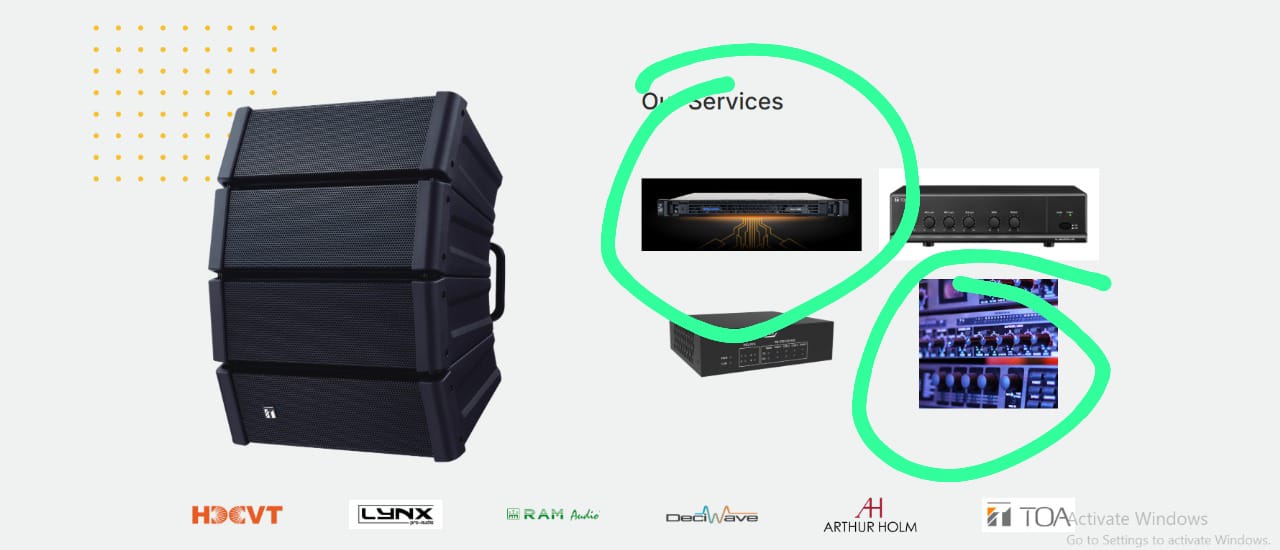 Our Services
HDCVT
LYNX
pro-audio
RAM Audio
DeciWave
AH
ARTHUR HOLM
TOA
Activate Windows
Go to Settings to activate Windows.